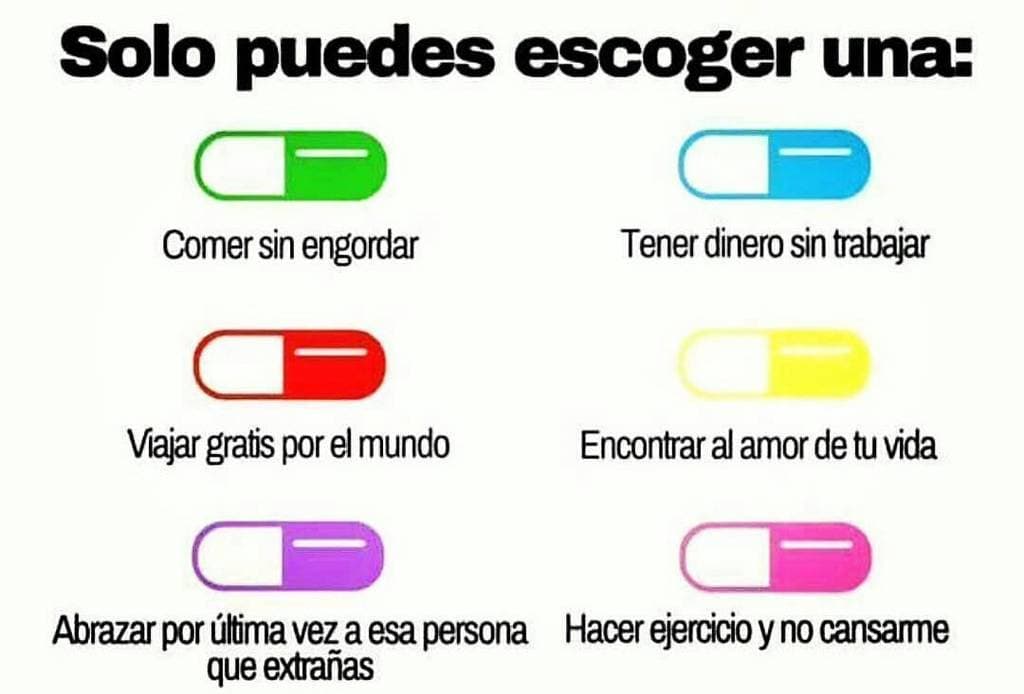 Solo puedes escoger una:
Comer sin engordar
Tener dinero sin trabajar
Viajar gratis por el mundo
Encontrar al amor de tu vida
Abrazar por última vez a esa persona
que extrañas
Hacer ejercicio y no cansarme